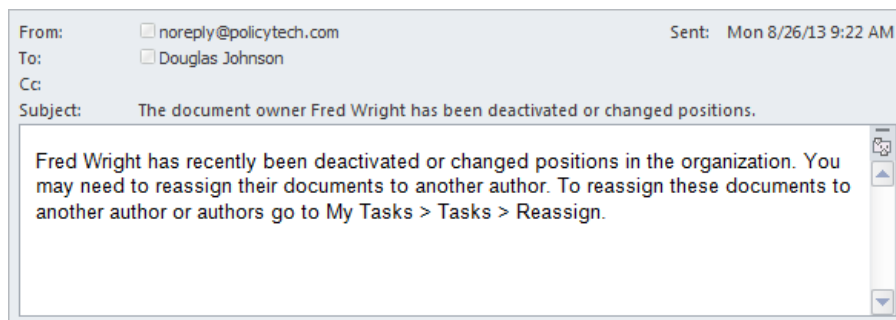 From: noreply@policytech.com Sent: Mon 8/26/13 9:22 AM
To: Douglas Johnson
Cc:
Subject: The document owner Fred Wright has been deactivated or changed positions.
Fred Wright has recently been deactivated or changed positions in the organization. You
may need to reassign their documents to another author. To reassign these documents to
another author or authors go to My Tasks > Tasks > Reassign.